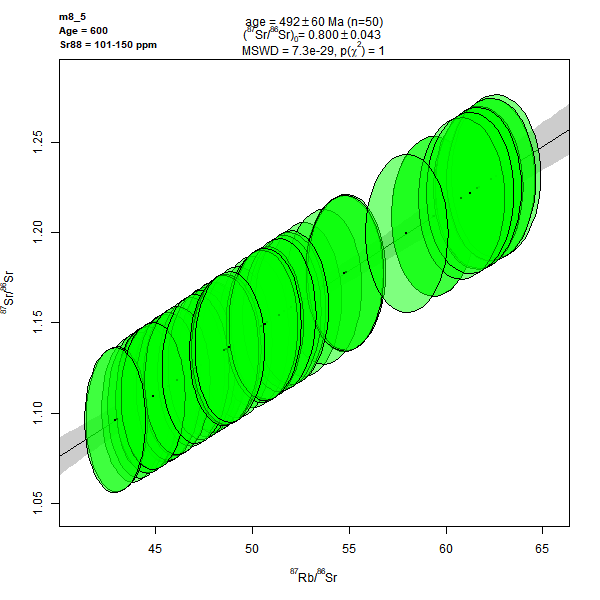 m8_5
Age = 600
Sr88 = 101-150 ppm
age = 492 ± 60 Ma (n=50)
(⁸⁷Sr/⁸⁶Sr)₀= 0.800 ± 0.043
MSWD = 7.3e-29, p(χ²) = 1
1.25
1.20
1.15
1.10
1.05
⁸⁷Sr/⁸⁶Sr
45 50 55 60 65
⁸⁷Rb/⁸⁶Sr